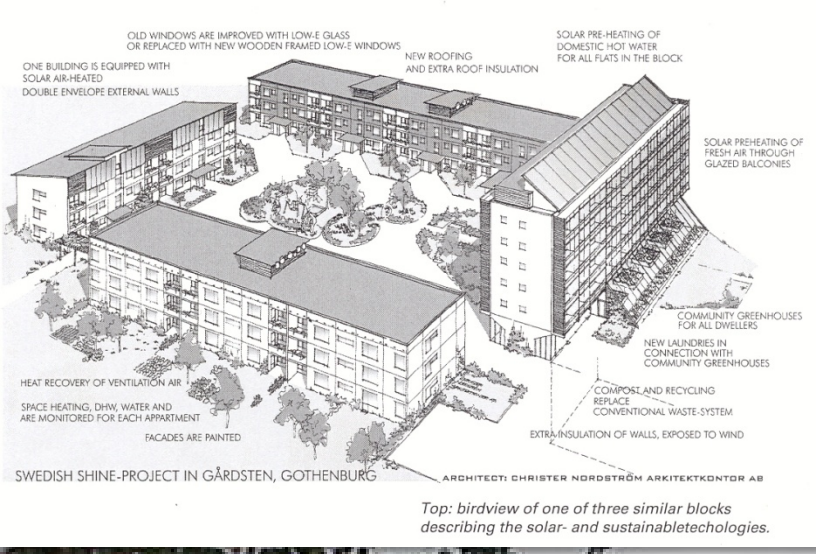 OLD WINDOWS ARE IMPROVED WITH LOW-E GLASS
OR REPLACED WITH NEW WOODEN FRAMED LOW-E WINDOWS
ONE BUILDING IS EQUIPPED WITH
SOLAR AIR-HEATED
DOUBLE ENVELOPE EXTERNAL WALLS
NEW ROOFING
AND EXTRA ROOF INSULATION
SOLAR PRE-HEATING OF
DOMESTIC HOT WATER
FOR ALL FLATS IN THE BLOCK
SOLAR PREHEATING OF
FRESH AIR THROUGH
GLAZED BALCONIES
COMMUNITY GREENHOUSES
FOR ALL DWELLERS
NEW LAUNDRIES IN
CONNECTION WITH
COMMUNITY GREENHOUSES
COMPOST AND RECYCLING
REPLACE
CONVENTIONAL WASTE-SYSTEM
EXTRA INSULATION OF WALLS, EXPOSED TO WIND
HEAT RECOVERY OF VENTILATION AIR
SPACE HEATING, DHW, WATER AND
ARE MONITORED FOR EACH APPARTMENT
FACADES ARE PAINTED
SWEDISH SHINE-PROJECT IN GÅRDSTEN, GOTHENBURG
ARCHITECT: CHRISTER NORDSTRÖM ARKITEKTKONTOR AB
Top: birdview of one of three similar blocks
describing the solar- and sustainabletechologies.